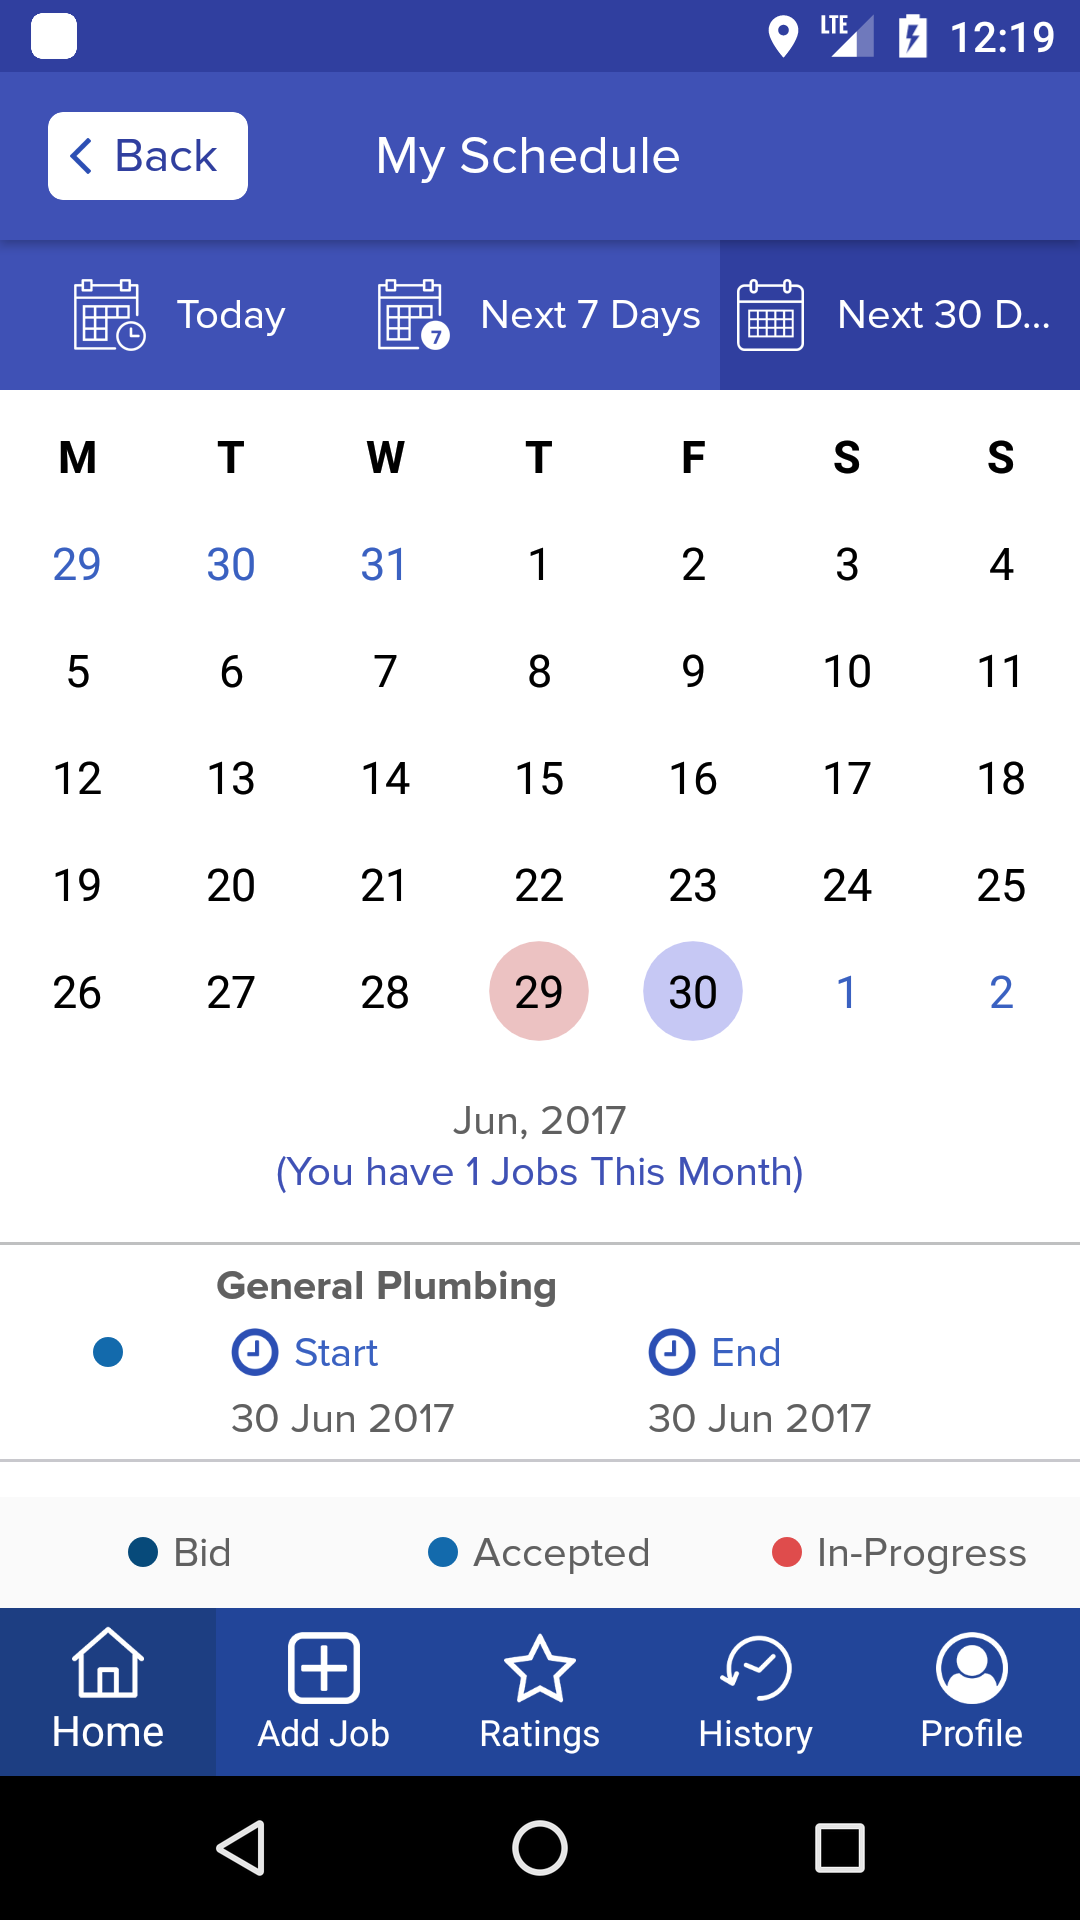 LTE 12:19
Back My Schedule
Today Next 7 Days Next 30 D...
7
M T W T F S S
29 30 31 1 2 3 4
5 6 7 8 9 10 11
12 13 14 15 16 17 18
19 20 21 22 23 24 25
26 27 28 29 30 1 2
Jun, 2017
(You have 1 Jobs This Month)
General Plumbing
Start End
30 Jun 2017 30 Jun 2017
Bid Accepted In-Progress
Home Add Job Ratings History Profile